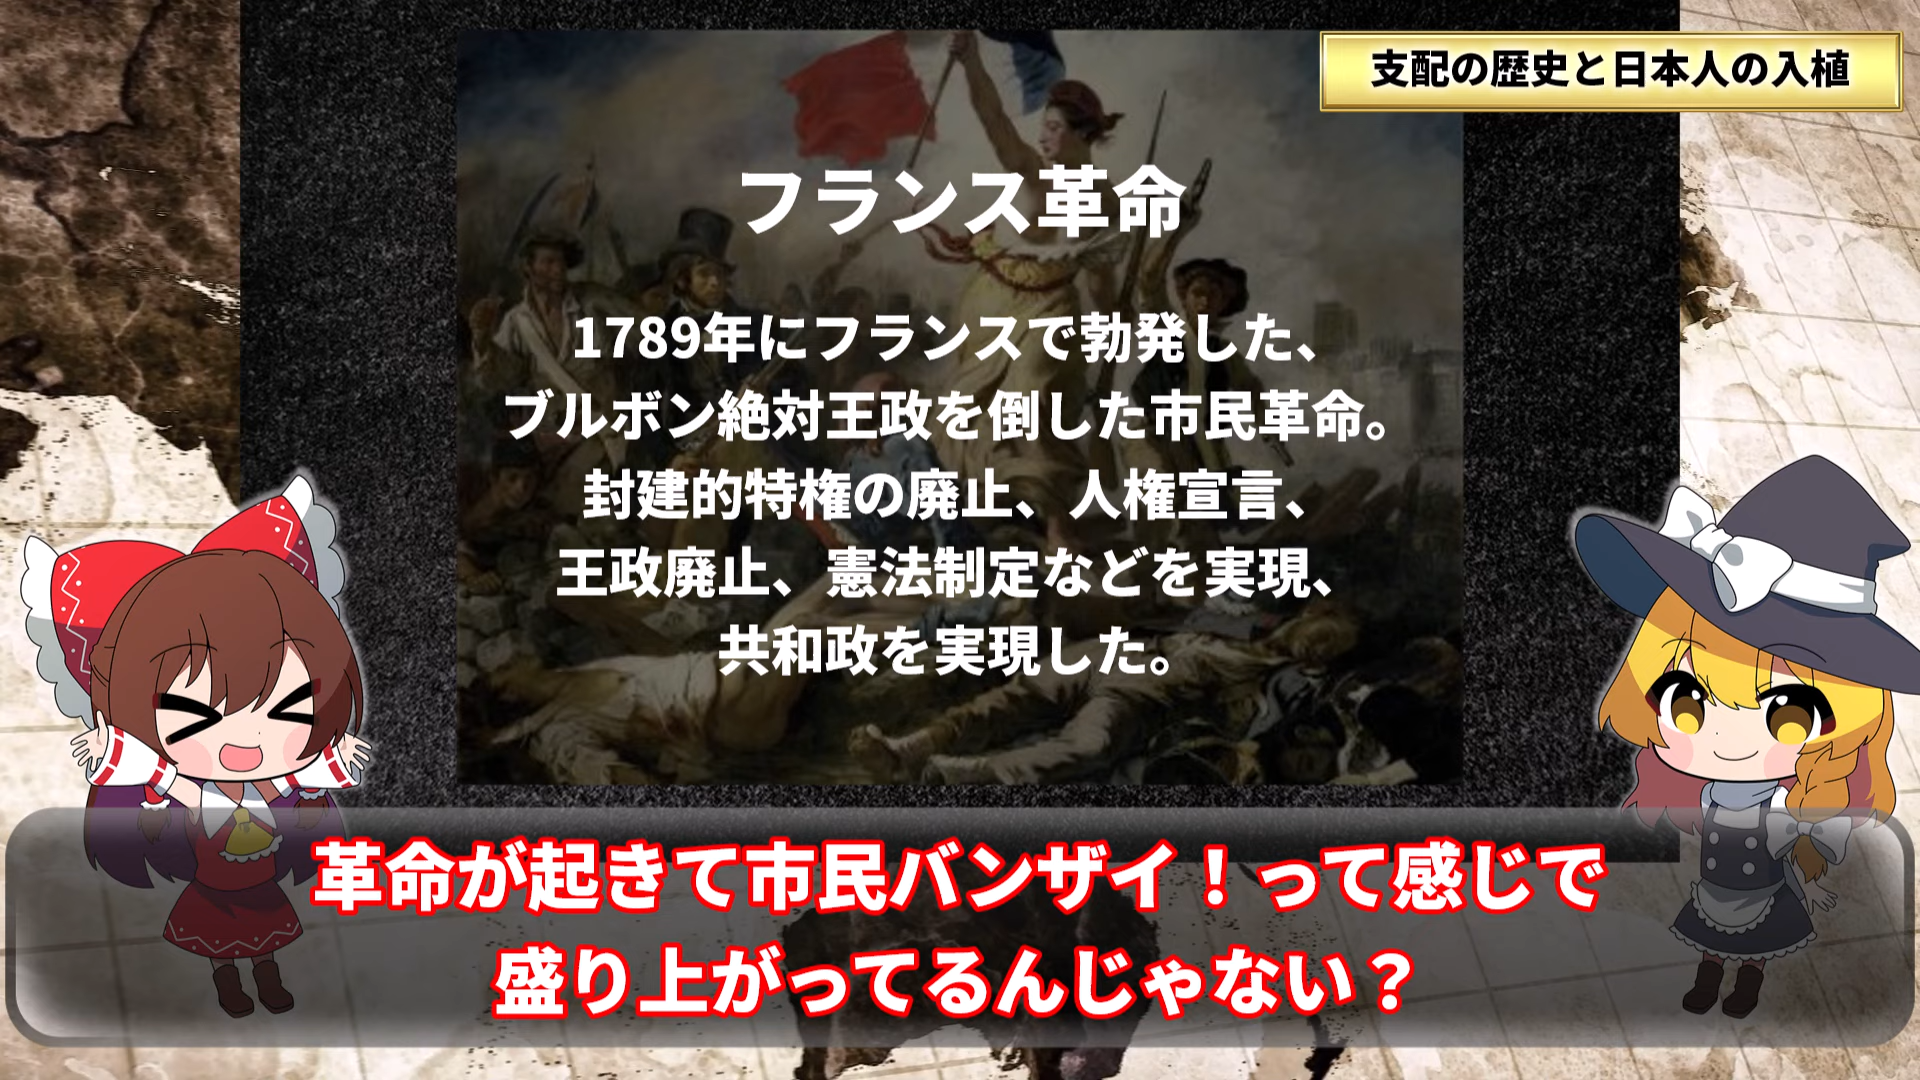 支配の歴史と日本人の入植
フランス革命
1789年にフランスで勃発した、
ブルボン絶対王政を倒した市民革命。
封建的特権の廃止、人権宣言、
王政廃止、憲法制定などを実現、
共和政を実現した。
革命が起きて市民バンザイ！って感じで
盛り上がってるんじゃない？